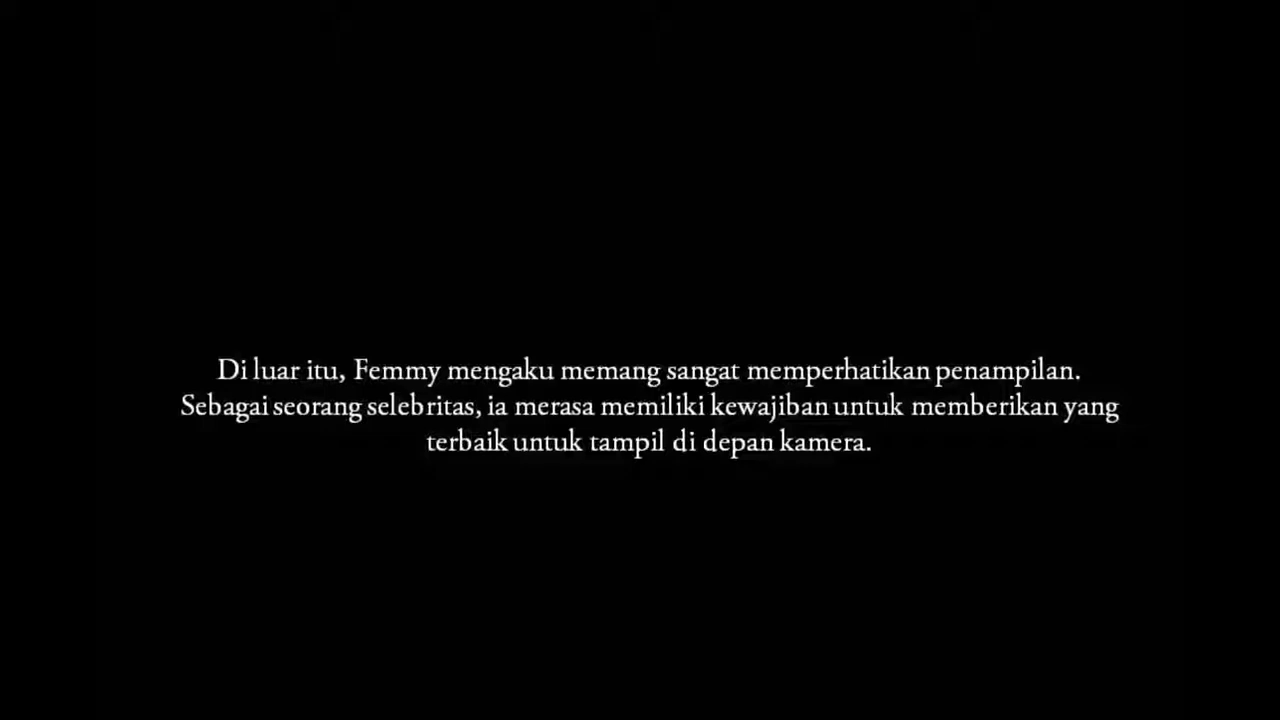 Di luar itu, Femmy mengaku memang sangat memperhatikan penampilan.
Sebagai seorang selebritas, ia merasa memiliki kewajiban untuk memberikan yang
terbaik untuk tampil di depan kamera.